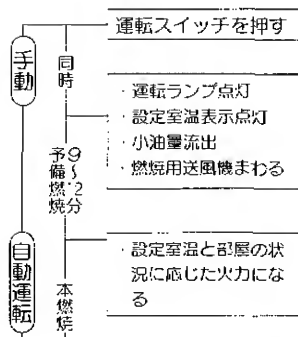 運転スイッチを押す
手動
同時
・運転ランプ点灯
・設定室温表示点灯
・小油量流出
・燃焼用送風機まわる
9〜12分
予備燃焼
自動運転
・設定室温と部屋の状
況に応じた火力にな
る
本燃焼